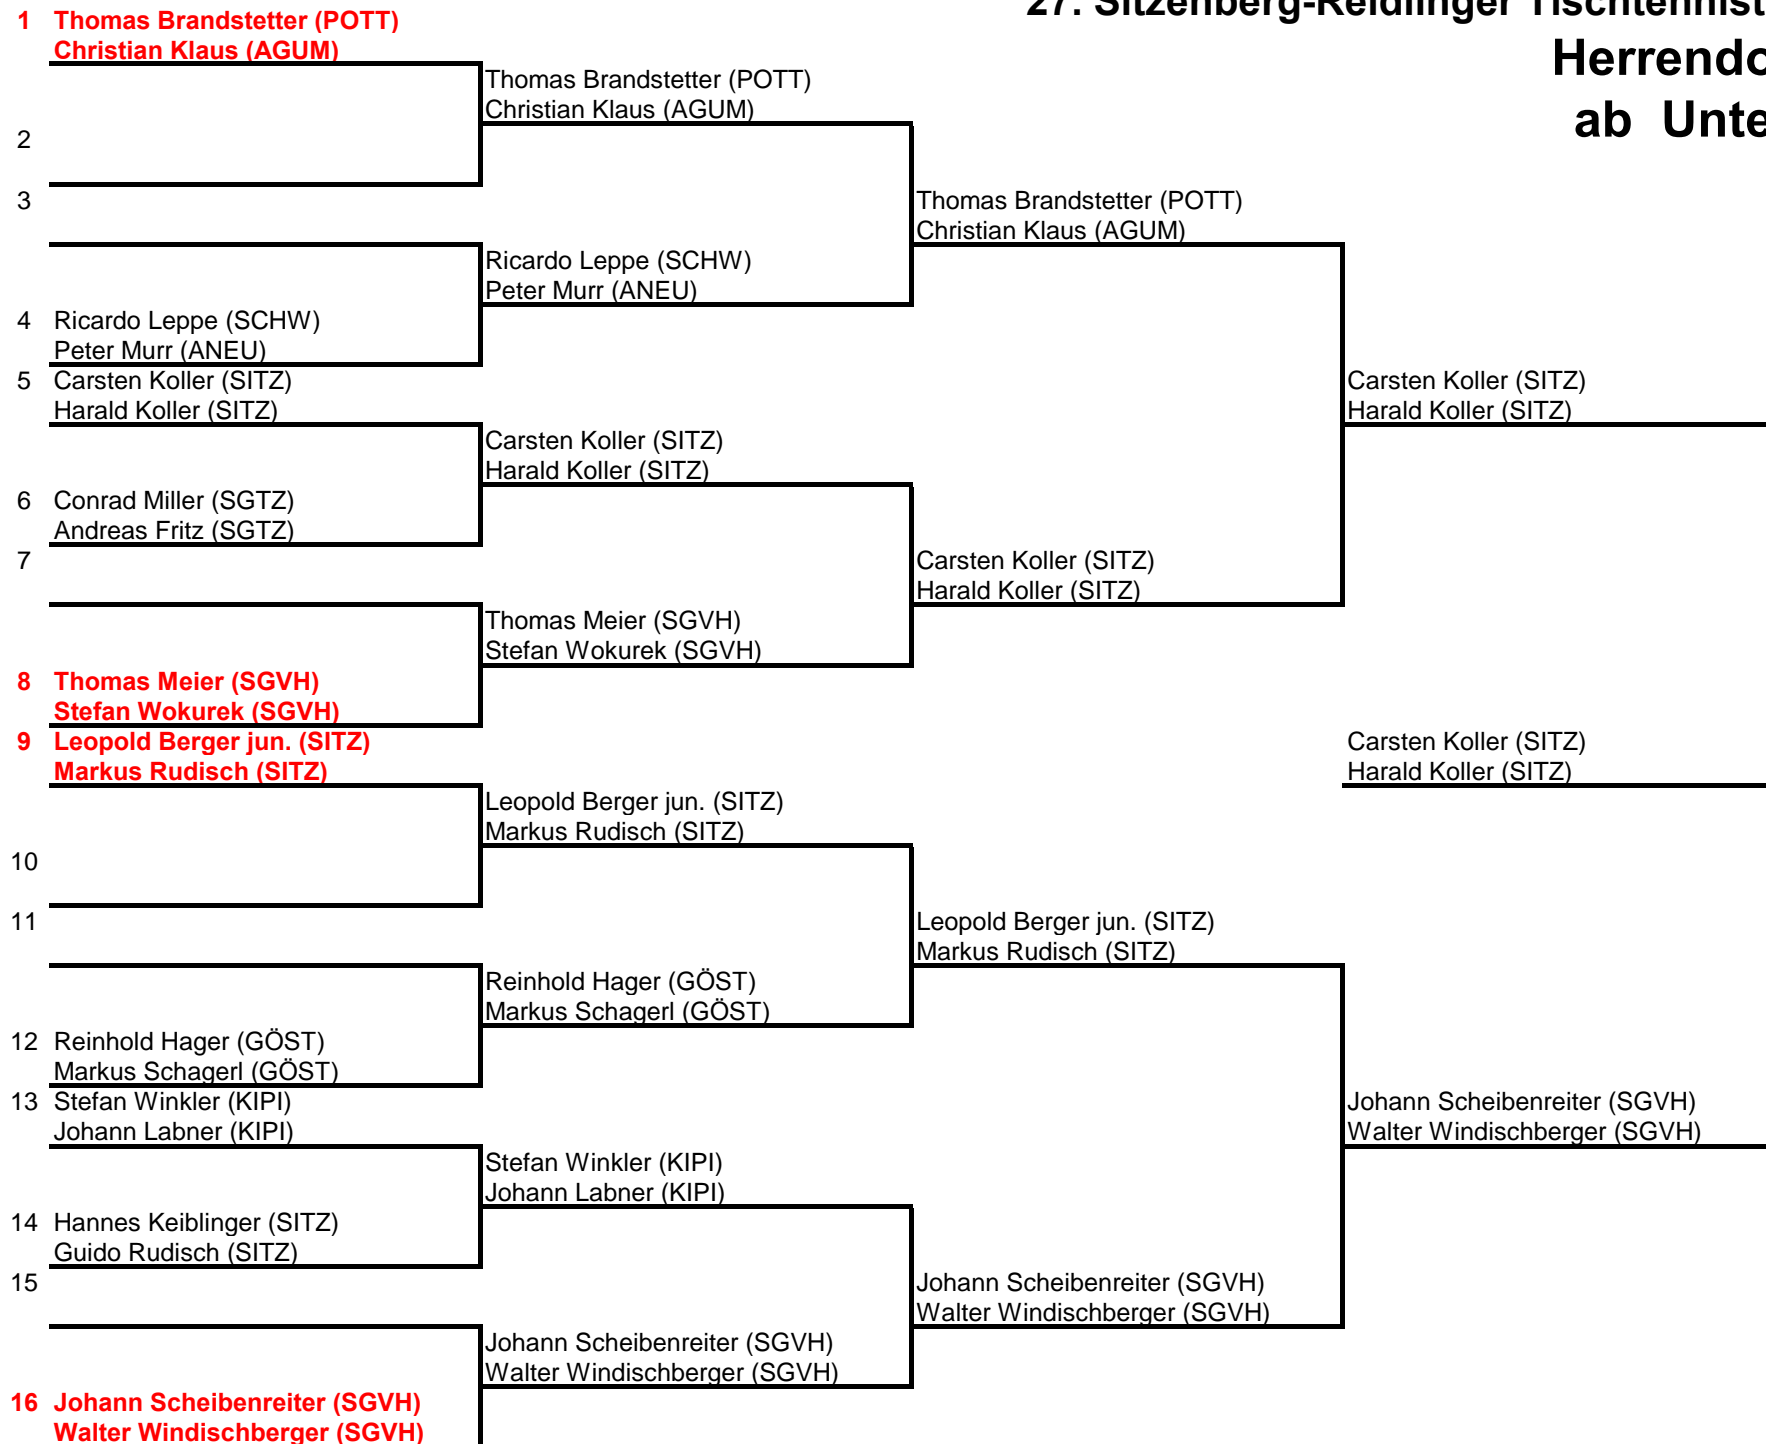 27. Sitzenberg-Reidlinger
Herrendo
ab Unte
1 Thomas Brandstetter (POTT)
Christian Klaus (AGUM)
Thomas Brandstetter (POTT)
Christian Klaus (AGUM)
2
3
Thomas Brandstetter (POTT)
Christian Klaus (AGUM)
Ricardo Leppe (SCHW)
Peter Murr (ANEU)
4 Ricardo Leppe (SCHW)
Peter Murr (ANEU)
5 Carsten Koller (SITZ)
Harald Koller (SITZ)
Carsten Koller (SITZ)
Harald Koller (SITZ)
Carsten Koller (SITZ)
Harald Koller (SITZ)
6 Conrad Miller (SGTZ)
Andreas Fritz (SGTZ)
7
Carsten Koller (SITZ)
Harald Koller (SITZ)
Thomas Meier (SGVH)
Stefan Wokurek (SGVH)
8 Thomas Meier (SGVH)
Stefan Wokurek (SGVH)
9 Leopold Berger jun. (SITZ)
Markus Rudisch (SITZ)
Carsten Koller (SITZ)
Harald Koller (SITZ)
Leopold Berger jun. (SITZ)
Markus Rudisch (SITZ)
10
11
Leopold Berger jun. (SITZ)
Markus Rudisch (SITZ)
Reinhold Hager (GÖST)
Markus Schagerl (GÖST)
12 Reinhold Hager (GÖST)
Markus Schagerl (GÖST)
13 Stefan Winkler (KIPI)
Johann Labner (KIPI)
Johann Scheibenreiter (SGVH)
Walter Windischberger (SGVH)
Stefan Winkler (KIPI)
Johann Labner (KIPI)
14 Hannes Keiblinger (SITZ)
Guido Rudisch (SITZ)
15
Johann Scheibenreiter (SGVH)
Walter Windischberger (SGVH)
Johann Scheibenreiter (SGVH)
Walter Windischberger (SGVH)
16 Johann Scheibenreiter (SGVH)
Walter Windischberger (SGVH)